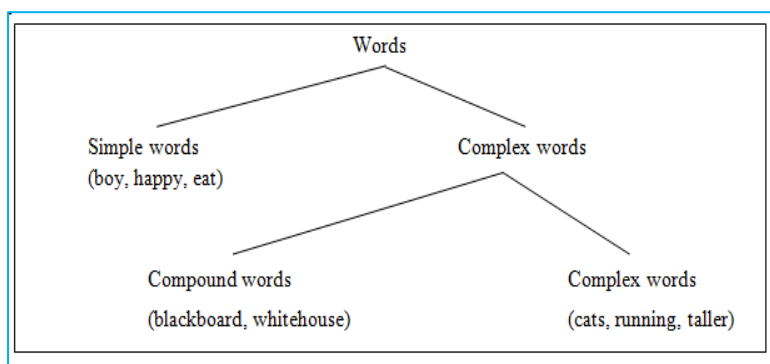 Words
Simple words
(boy, happy, eat)
Complex words
Compound words
(blackboard, whitehouse)
Complex words
(cats, running, taller)